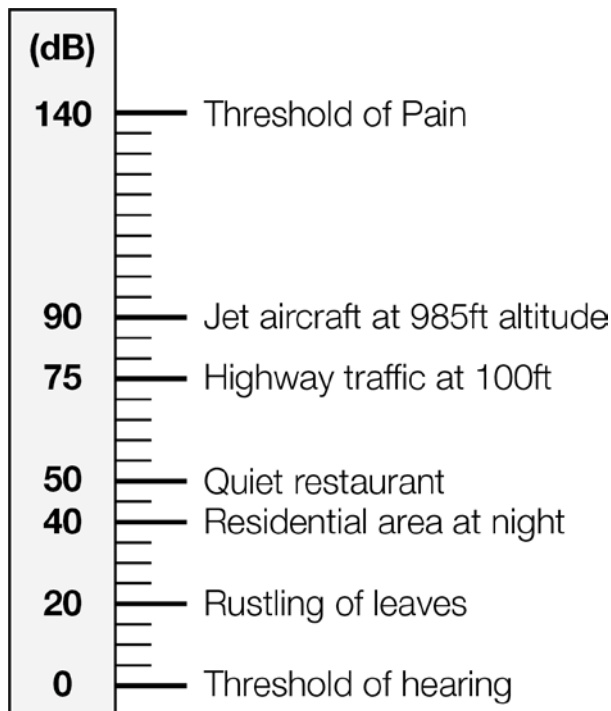 (dB)
140 Threshold of Pain
90 Jet aircraft at 985ft altitude
75 Highway traffic at 100ft
50 Quiet restaurant
40 Residential area at night
20 Rustling of leaves
0 Threshold of hearing